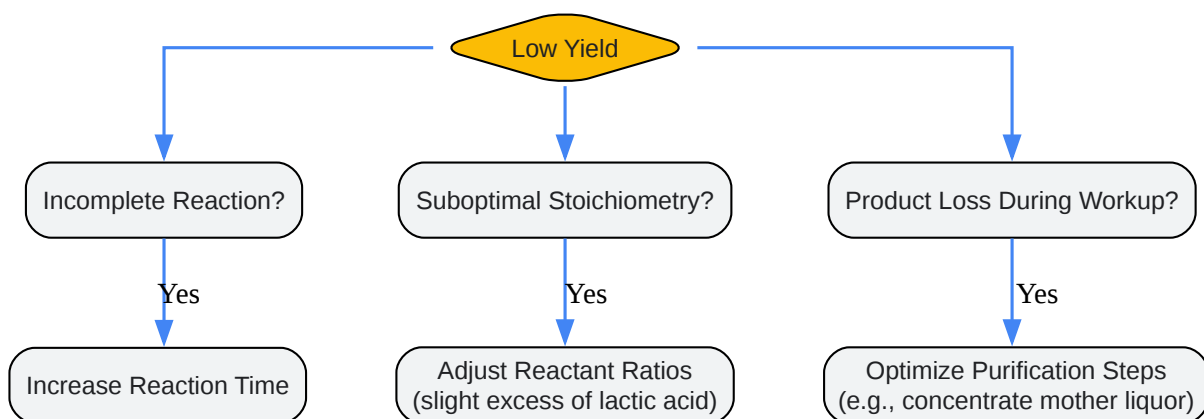 Low Yield
Incomplete Reaction?
Suboptimal Stoichiometry?
Product Loss During Workup?
Yes
Yes
Yes
Increase Reaction Time
Adjust Reactant Ratios
(slight excess of lactic acid)
Optimize Purification Steps
(e.g., concentrate mother liquor)